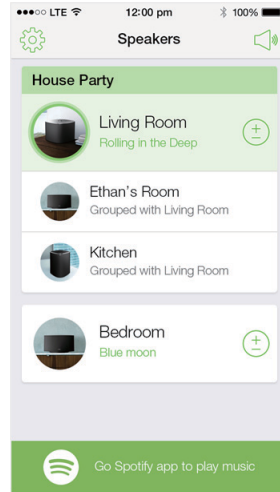 LTE 12:00 pm 100%
Speakers
House Party
Living Room
Rolling in the Deep
Ethan's Room
Grouped with Living Room
Kitchen
Grouped with Living Room
Bedroom
Blue moon
Go Spotify app to play music